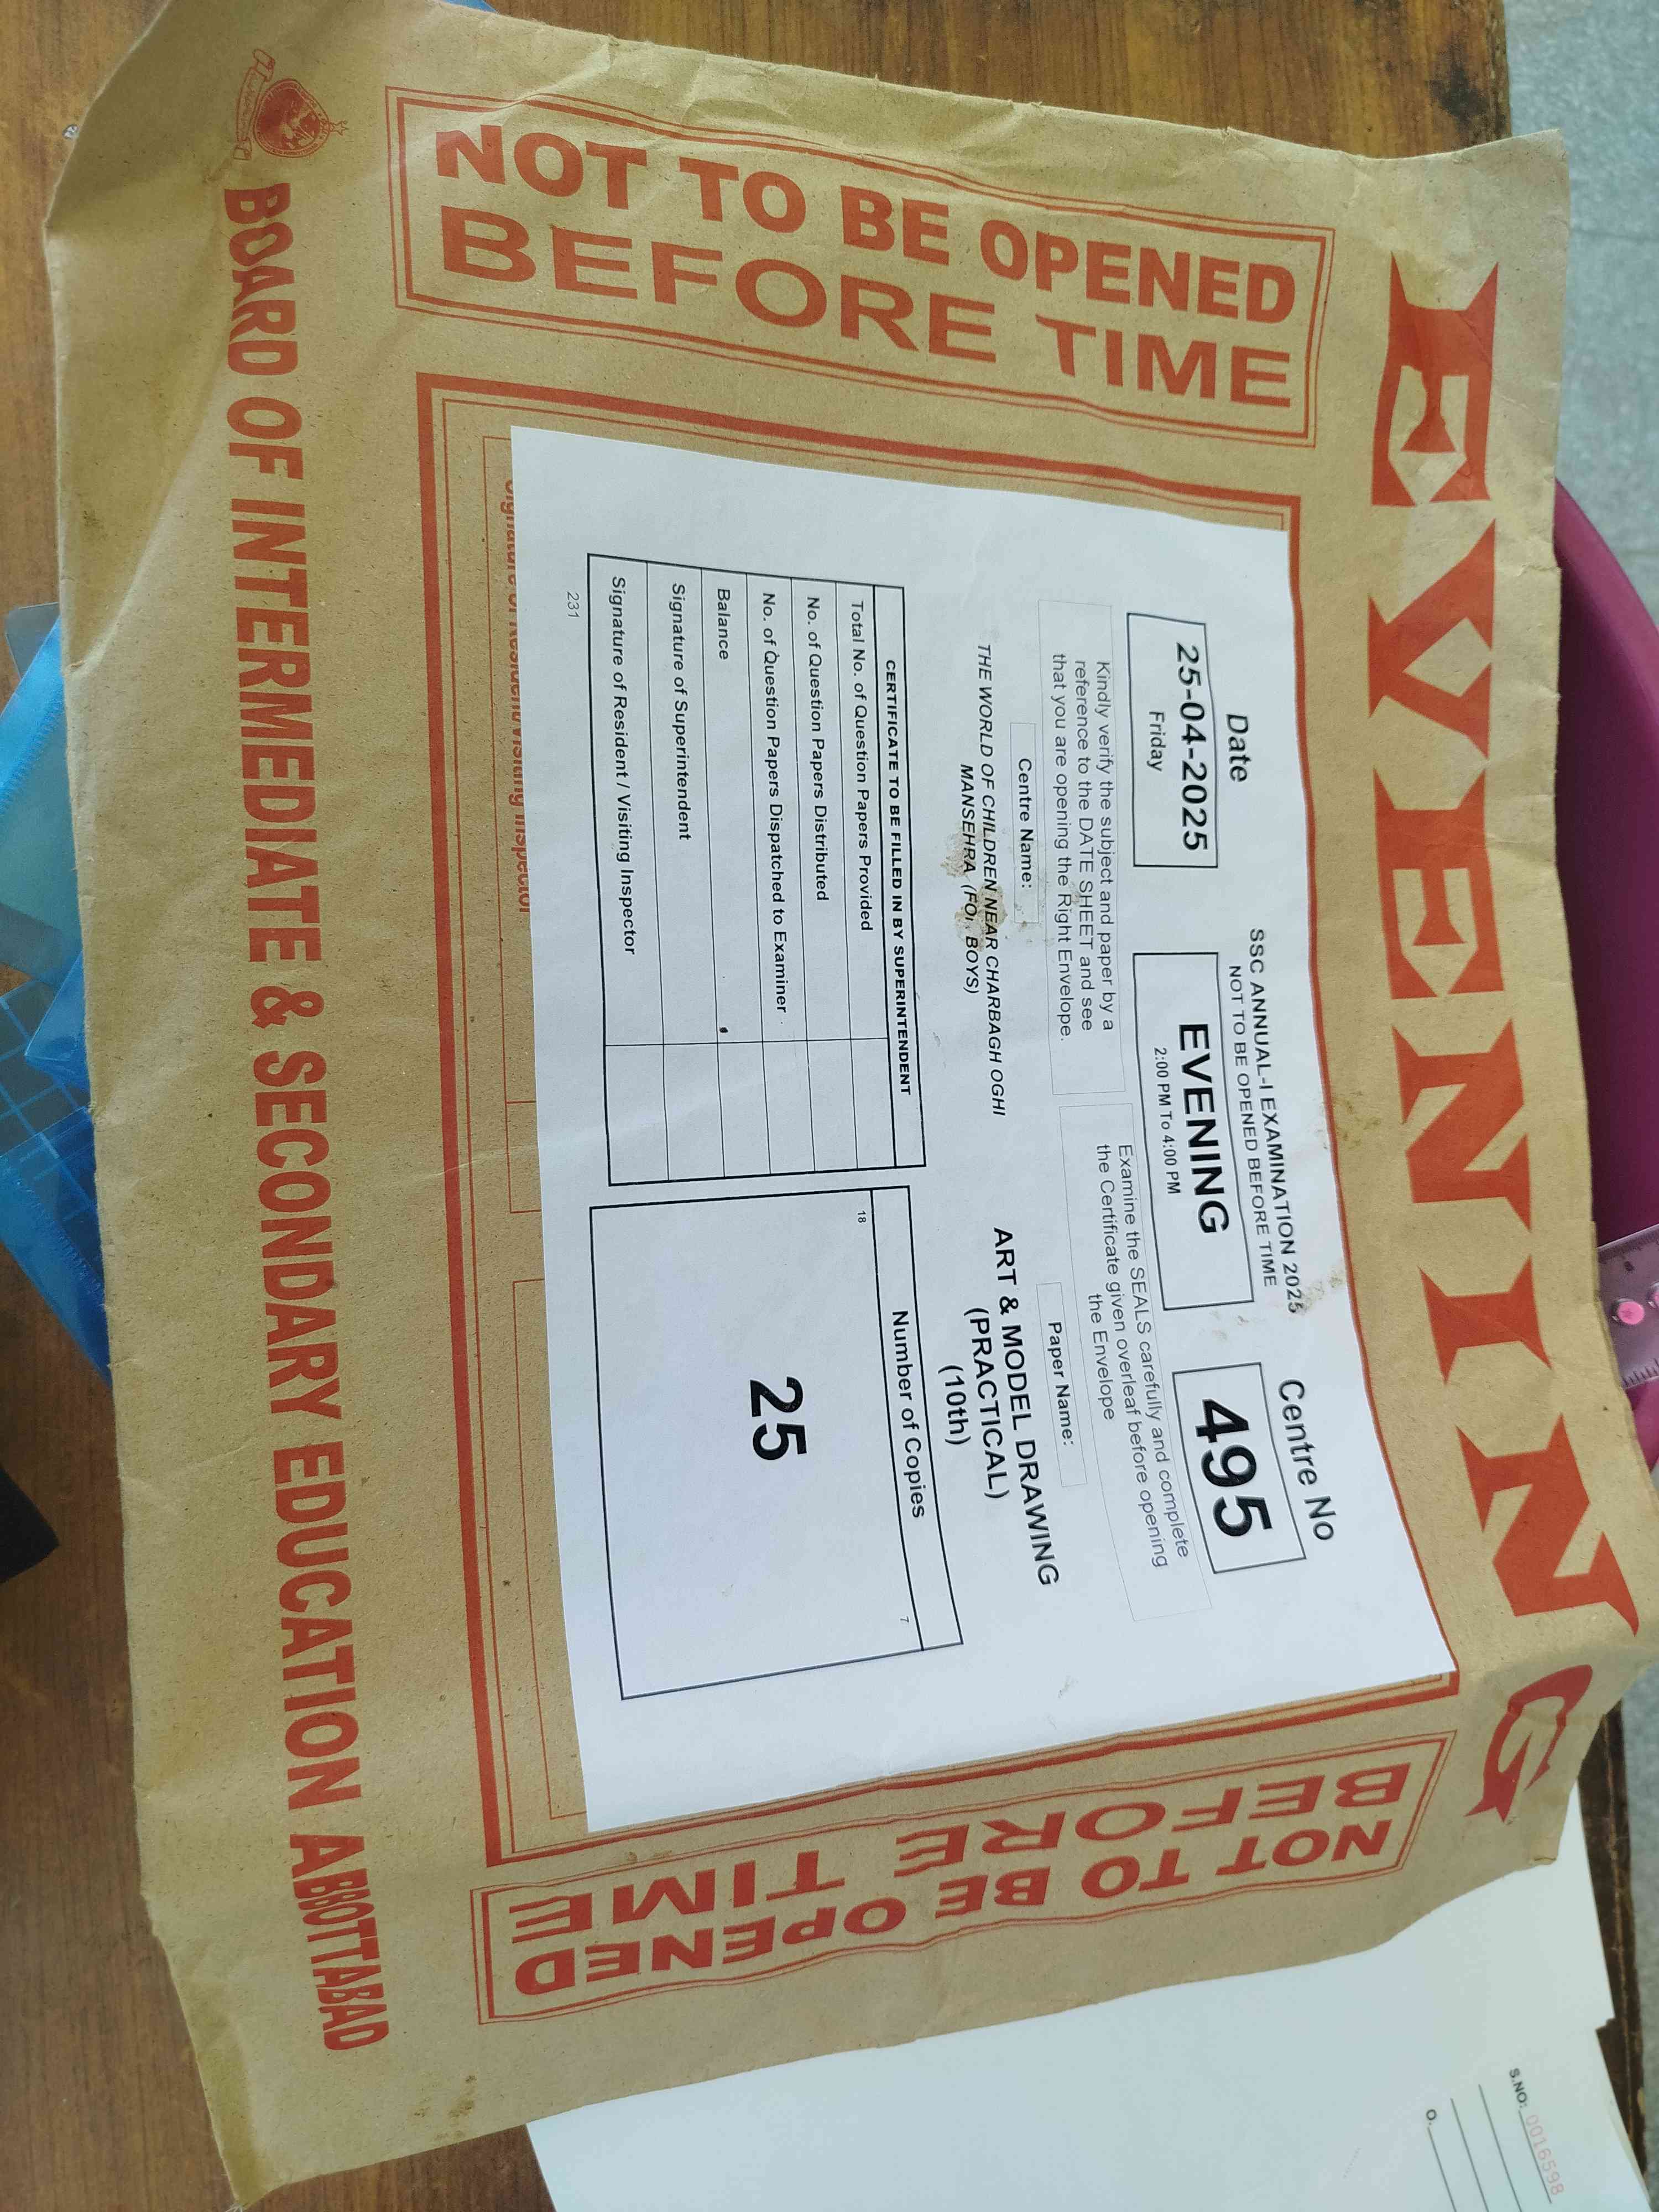 EVENING
NOT TO BE OPENED
BEFORE TIME
Date
25-04-2025
Friday
SSC ANNUAL-I EXAMINATION 2025
NOT TO BE OPENED BEFORE TIME
EVENING
2:00 PM To 4:00 PM
Centre No
495
Kindly verify the subject and paper by a
reference to the DATE SHEET and see
that you are opening the Right Envelope.
Examine the SEALS carefully and complete
the Certificate given overleaf before opening
the Envelope
Centre Name:
THE WORLD OF CHILDREN NEAR CHARBAGH OGHI
MANSEHRA (FOR BOYS)
Paper Name:
ART & MODEL DRAWING
(PRACTICAL)
(10th)
CERTIFICATE TO BE FILLED IN BY SUPERINTENDENT
Total No. of Question Papers Provided
No. of Question Papers Distributed
No. of Question Papers Dispatched to Examiner
Balance
Signature of Superintendent
Signature of Resident / Visiting Inspector
231
Number of Copies
7
18
25
Signature of Resident/Visiting Inspector
NOT TO BE OPENED
BEFORE TIME
BOARD OF INTERMEDIATE & SECONDARY EDUCATION ABBOTTABAD
S.NO: 0016598
O.